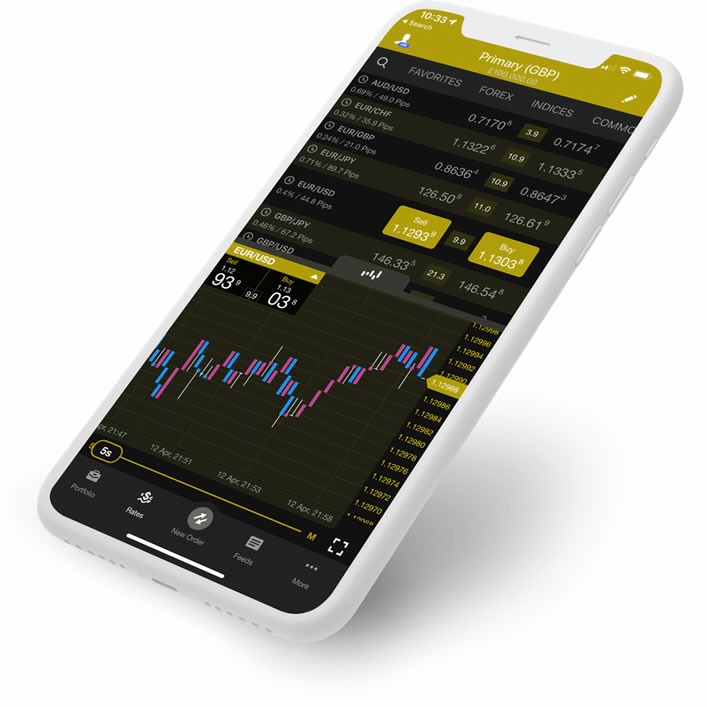 10:33
Search
Primary (GBP)
£100,000.00
FAVORITES FOREX INDICES COMMO
AUD/USD
0.69% / 49.0 Pips
0.7170⁶ 3.9 0.7174⁷
EUR/CHF
0.32% / 35.9 Pips
1.1322⁶ 10.9 1.1333⁵
EUR/GBP
0.24% / 21.0 Pips
0.8636⁴ 10.9 0.8647³
EUR/JPY
0.71% / 89.7 Pips
126.50⁹ 11.0 126.61⁹
EUR/USD
0.4% / 44.8 Pips
Sell
1.1293⁹
9.9
Buy
1.1303⁸
GBP/JPY
0.46% / 67.2 Pips
146.33⁵ 21.3 146.54⁸
GBP/USD
EUR/USD
Sell
1.12
93⁹
9.9
Buy
1.13
03⁸
1.12998
1.12996
1.12994
1.12992
1.12990
1.12988
1.12986
1.12984
1.12982
1.12980
1.12978
1.12976
1.12974
1.12972
1.12970
pr, 21:47
12 Apr, 21:51
12 Apr, 21:53
12 Apr, 21:58
5s
M
Portfolio
Rates
New Order
Feeds
More